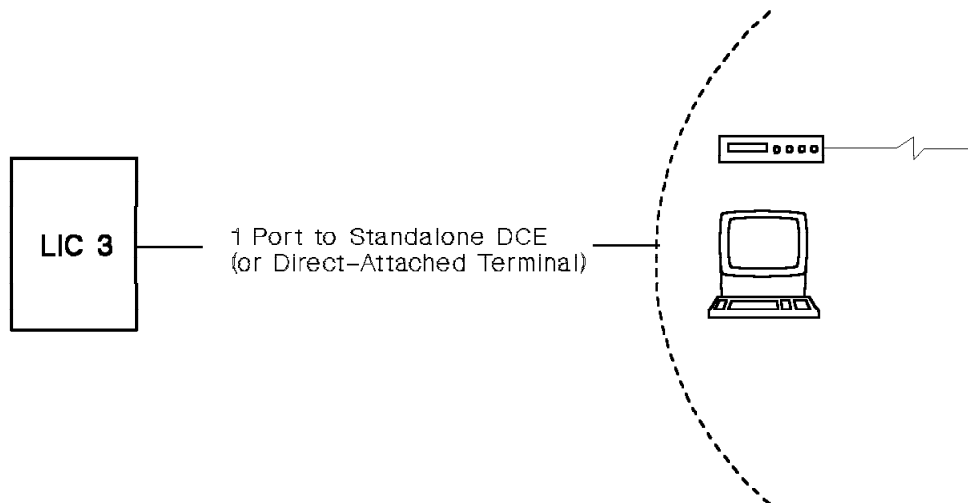 LIC 3
1 Port to Standalone DCE
(or Direct-Attached Terminal)